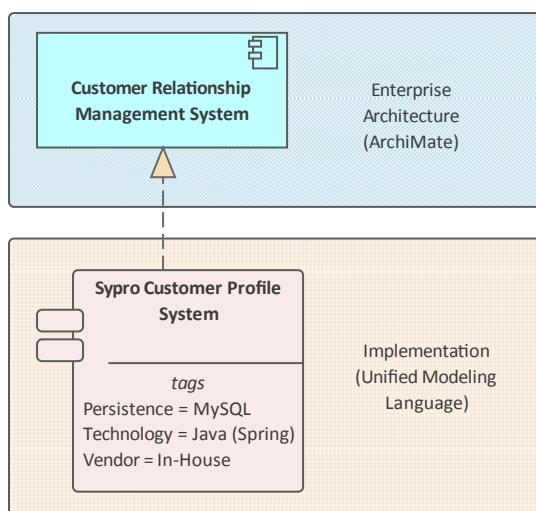 Customer Relationship
Management System
Enterprise
Architecture
(ArchiMate)
Sypro Customer Profile
System
tags
Persistence = MySQL
Technology = Java (Spring)
Vendor = In-House
Implementation
(Unified Modeling
Language)